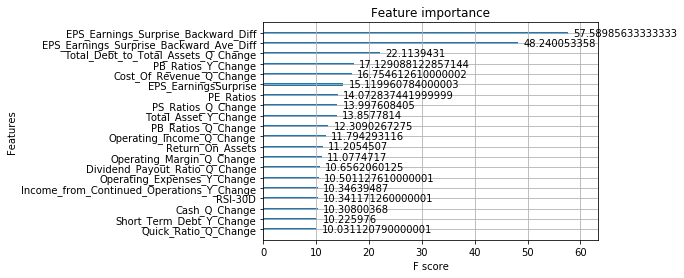 Feature importance
EPS_Earnings_Surprise_Backward_Diff 57.58985633333333
EPS_Earnings_Surprise_Backward_Ave_Diff 48.240053358
Total_Debt_to_Total_Assets_Q_Change 22.1139431
PB_Ratios_Y_Change 17.129088122857144
Cost_Of_Revenue_Q_Change 16.754612610000002
EPS_EarningsSurprise 15.119960784000003
PE_Ratios 14.072837441999999
PS_Ratios_Q_Change 13.997608405
Total_Asset_Y_Change 13.8577814
PB_Ratios_Q_Change 12.3090267275
Operating_Income_Q_Change 11.794293116
Return_On_Assets 11.2054507
Operating_Margin_Q_Change 11.0774717
Dividend_Payout_Ratio_Q_Change 10.6562060125
Operating_Expenses_Y_Change 10.501127610000001
Income_from_Continued_Operations_Y_Change 10.34639487
RSI-30D 10.341171260000001
Cash_Q_Change 10.30800368
Short_Term_Debt_Y_Change 10.225976
Quick_Ratio_Q_Change 10.031120790000001
Features
0 10 20 30 40 50 60
F score